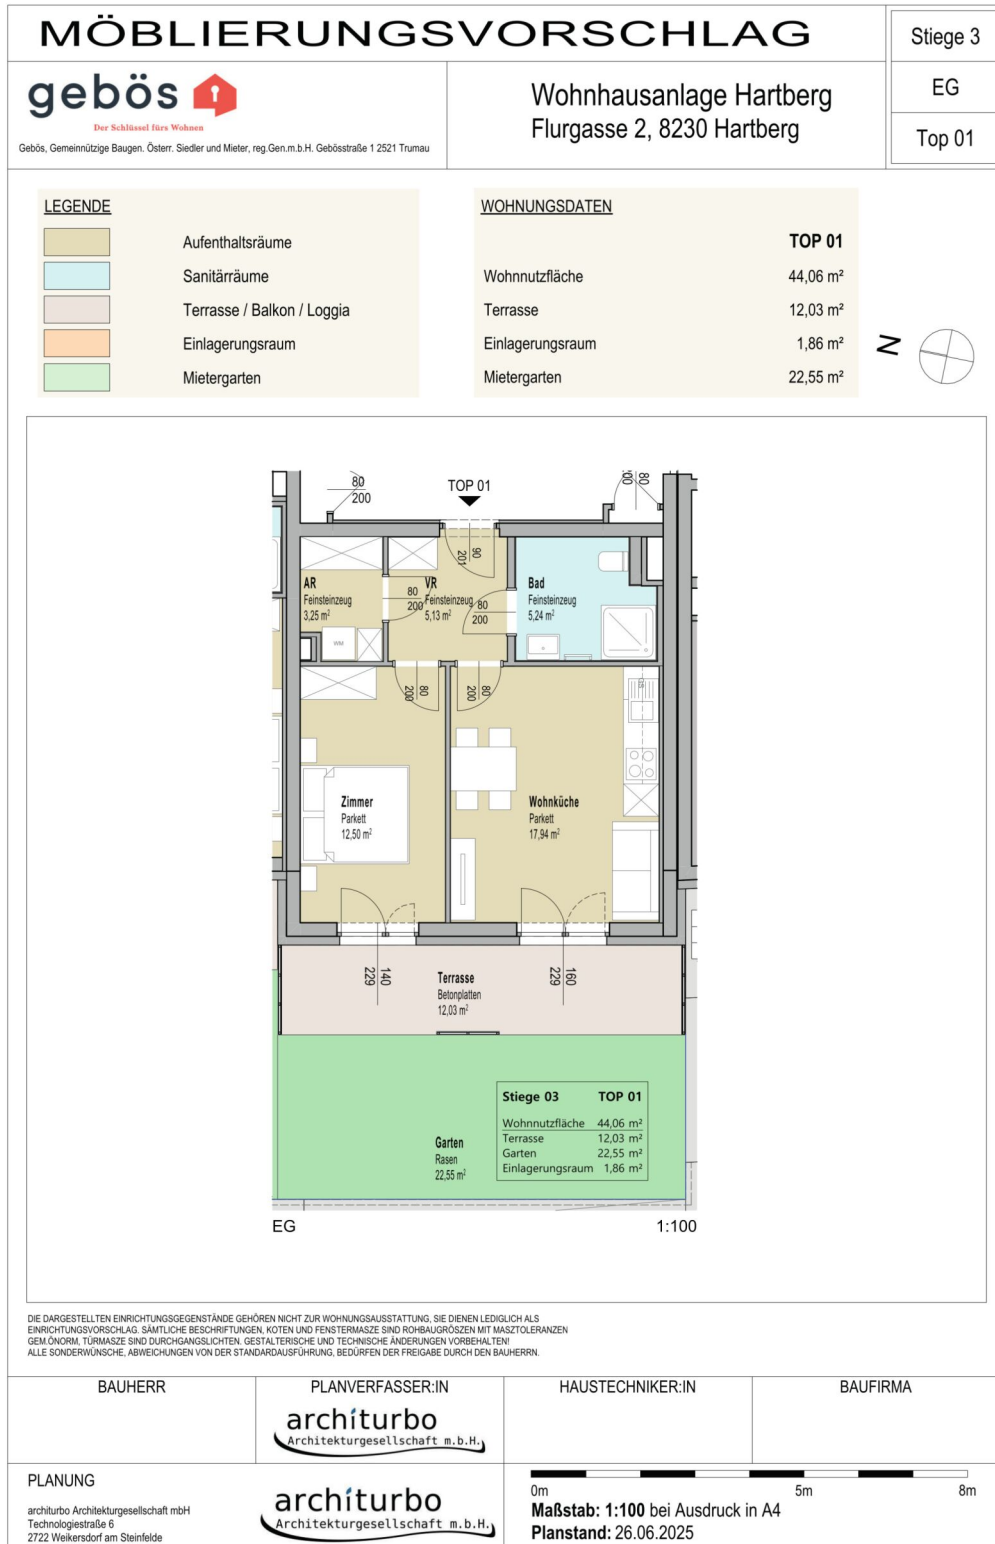 MÖBLIERUNGSVORSCHLAG
Stiege 3
EG
Top 01
gebös
Der Schlüssel fürs Wohnen
Gebös, Gemeinnützige Baugen. Österr. Siedler und Mieter, reg.Gen.m.b.H. Gebösstraße 1 2521 Trumau
Wohnhausanlage Hartberg
Flurgasse 2, 8230 Hartberg
LEGENDE
Aufenthaltsräume
Sanitärräume
Terrasse / Balkon / Loggia
Einlagerungsraum
Mietergarten
WOHNUNGSDATEN
TOP 01
Wohnnutzfläche 44,06 m²
Terrasse 12,03 m²
Einlagerungsraum 1,86 m²
Mietergarten 22,55 m²
N
80
200
TOP 01
80
200
90
201
AR
Feinsteinzeug
3,25 m²
80
200
VR
Feinsteinzeug
5,13 m²
80
200
Bad
Feinsteinzeug
5,24 m²
WM
80
200
80
200
GS
Zimmer
Parkett
12,50 m²
Wohnküche
Parkett
17,94 m²
140
229
160
229
Terrasse
Betonplatten
12,03 m²
Garten
Rasen
22,55 m²
Stiege 03 TOP 01
Wohnnutzfläche 44,06 m²
Terrasse 12,03 m²
Garten 22,55 m²
Einlagerungsraum 1,86 m²
EG
1:100
DIE DARGESTELLTEN EINRICHTUNGSGEGENSTÄNDE GEHÖREN NICHT ZUR WOHNUNGSAUSSTATTUNG, SIE DIENEN LEDIGLICH ALS
EINRICHTUNGSVORSCHLAG. SÄMTLICHE BESCHRIFTUNGEN, KOTEN UND FENSTERMASZE SIND ROHBAUGRÖSZEN MIT MASZTOLERANZEN
GEM.ÖNORM, TÜRMASZE SIND DURCHGANGSLICHTEN. GESTALTERISCHE UND TECHNISCHE ÄNDERUNGEN VORBEHALTEN!
ALLE SONDERWÜNSCHE, ABWEICHUNGEN VON DER STANDARDAUSFÜHRUNG, BEDÜRFEN DER FREIGABE DURCH DEN BAUHERRN.
BAUHERR
PLANVERFASSER:IN
architurbo
Architekturgesellschaft m.b.H.
HAUSTECHNIKER:IN
BAUFIRMA
PLANUNG
architurbo Architekturgesellschaft mbH
Technologiestraße 6
2722 Weikersdorf am Steinfelde
architurbo
Architekturgesellschaft m.b.H.
0m 5m 8m
Maßstab: 1:100 bei Ausdruck in A4
Planstand: 26.06.2025